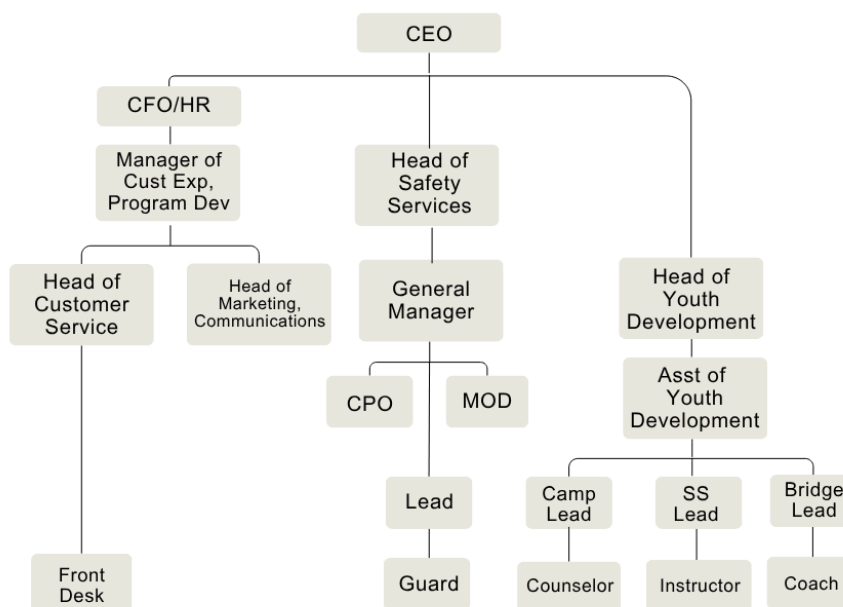 CEO
CFO/HR
Manager of
Cust Exp,
Program Dev
Head of
Safety
Services
Head of
Customer
Service
Head of
Marketing,
Communications
General
Manager
Head of
Youth
Development
CPO
MOD
Asst of
Youth
Development
Lead
Camp
Lead
SS
Lead
Bridge
Lead
Front
Desk
Guard
Counselor
Instructor
Coach